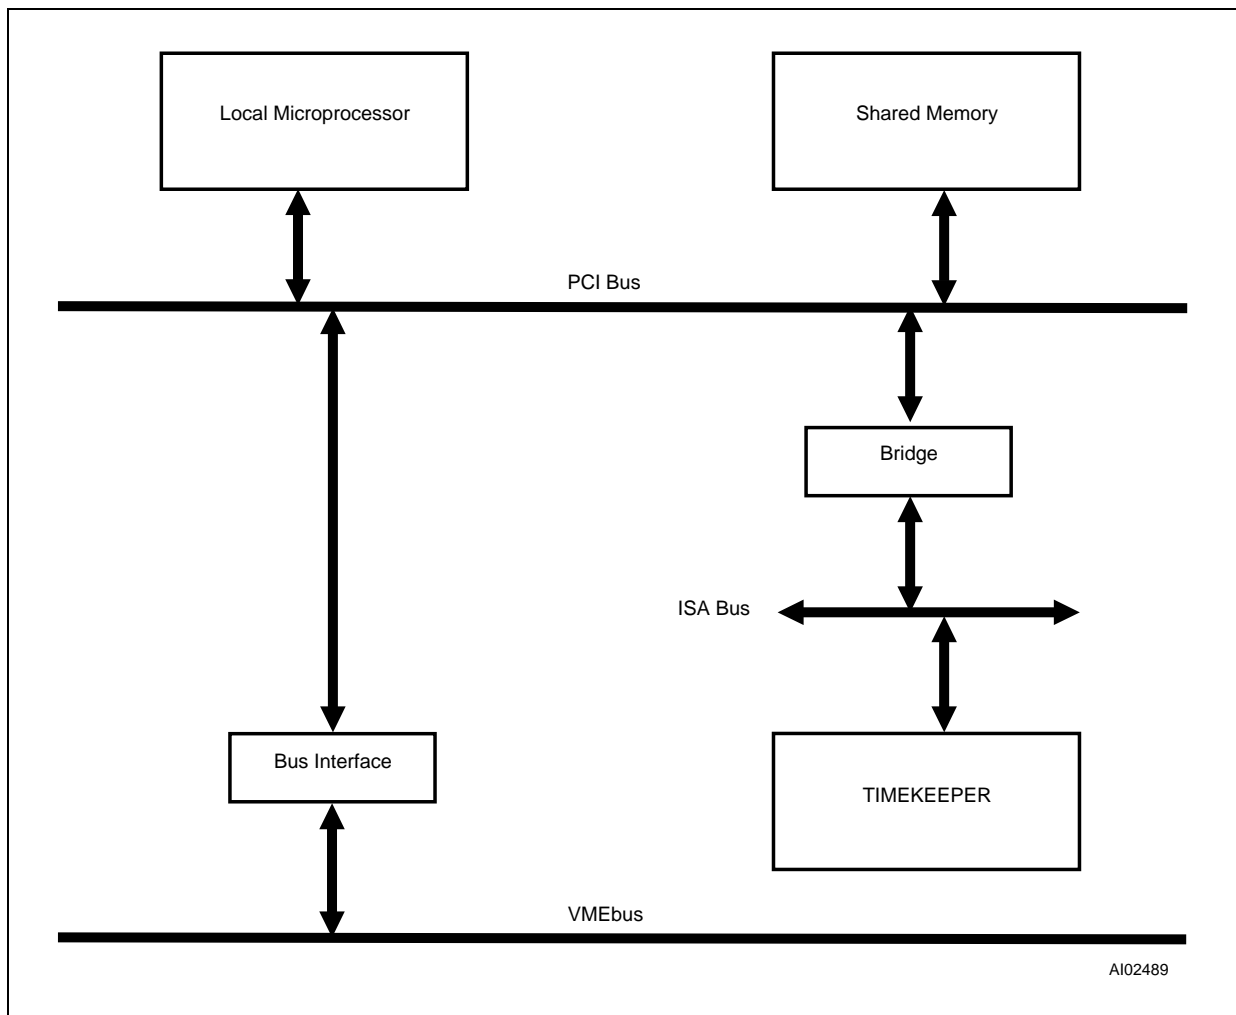 Local Microprocessor
Shared Memory
PCI Bus
Bridge
ISA Bus
Bus Interface
TIMEKEEPER
VMEbus
AI02489